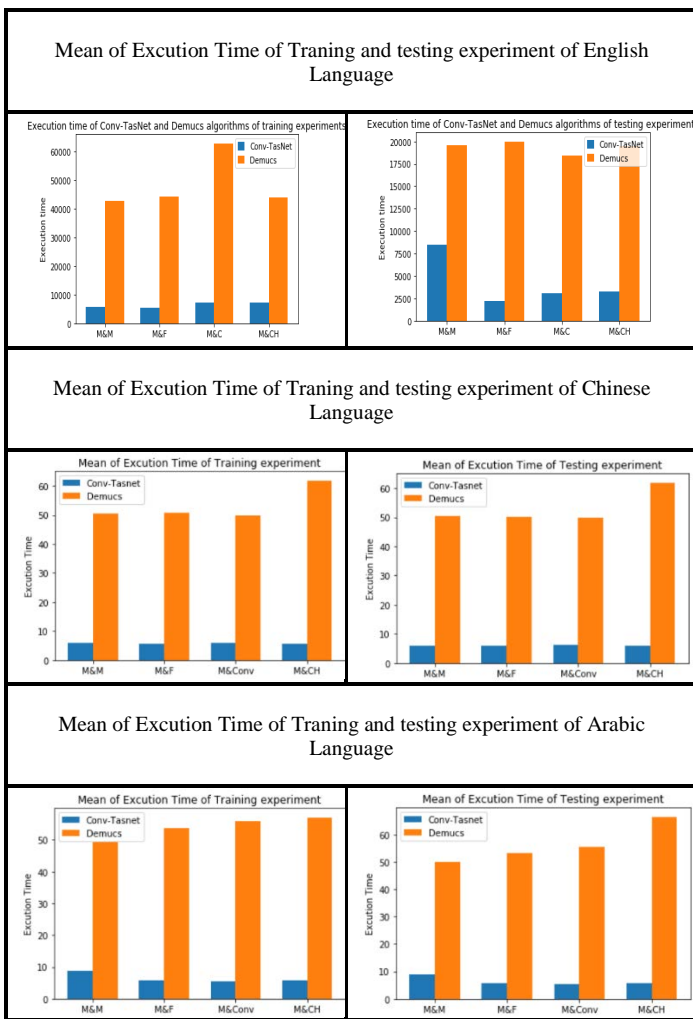 Mean of Excution Time of Traning and testing experiment of English
Language
Execution time of Conv-TasNet and Demucs algorithms of training experiments
Conv-TasNet
Demucs
Execution time
60000
50000
40000
30000
20000
10000
0
M&M M&F M&C M&CH
Execution time of Conv-TasNet and Demucs algorithms of testing experiment
Conv-TasNet
Demucs
Execution time
20000
17500
15000
12500
10000
7500
5000
2500
0
M&M M&F M&C M&CH
Mean of Excution Time of Traning and testing experiment of Chinese
Language
Mean of Excution Time of Training experiment
Conv-Tasnet
Demucs
Excution Time
60
50
40
30
20
10
0
M&M M&F M&Conv M&CH
Mean of Excution Time of Testing experiment
Conv-Tasnet
Demucs
Excution Time
60
50
40
30
20
10
0
M&M M&F M&Conv M&CH
Mean of Excution Time of Traning and testing experiment of Arabic
Language
Mean of Excution Time of Training experiment
Conv-Tasnet
Demucs
Excution Time
50
40
30
20
10
0
M&M M&F M&Conv M&CH
Mean of Excution Time of Testing experiment
Conv-Tasnet
Demucs
Excution Time
60
50
40
30
20
10
0
M&M M&F M&Conv M&CH